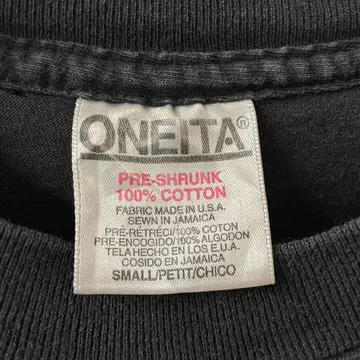 ONEITA®
PRE-SHRUNK
100% COTTON
FABRIC MADE IN U.S.A.
SEWN IN JAMAICA
PRÉ-RÉTRÉCI/100% COTON
PRE-ENCOGIDO/100% ALGODON
TELA HECHO EN LOS E.U.A.
COSIDO EN JAMAICA
SMALL/PETIT/CHICO